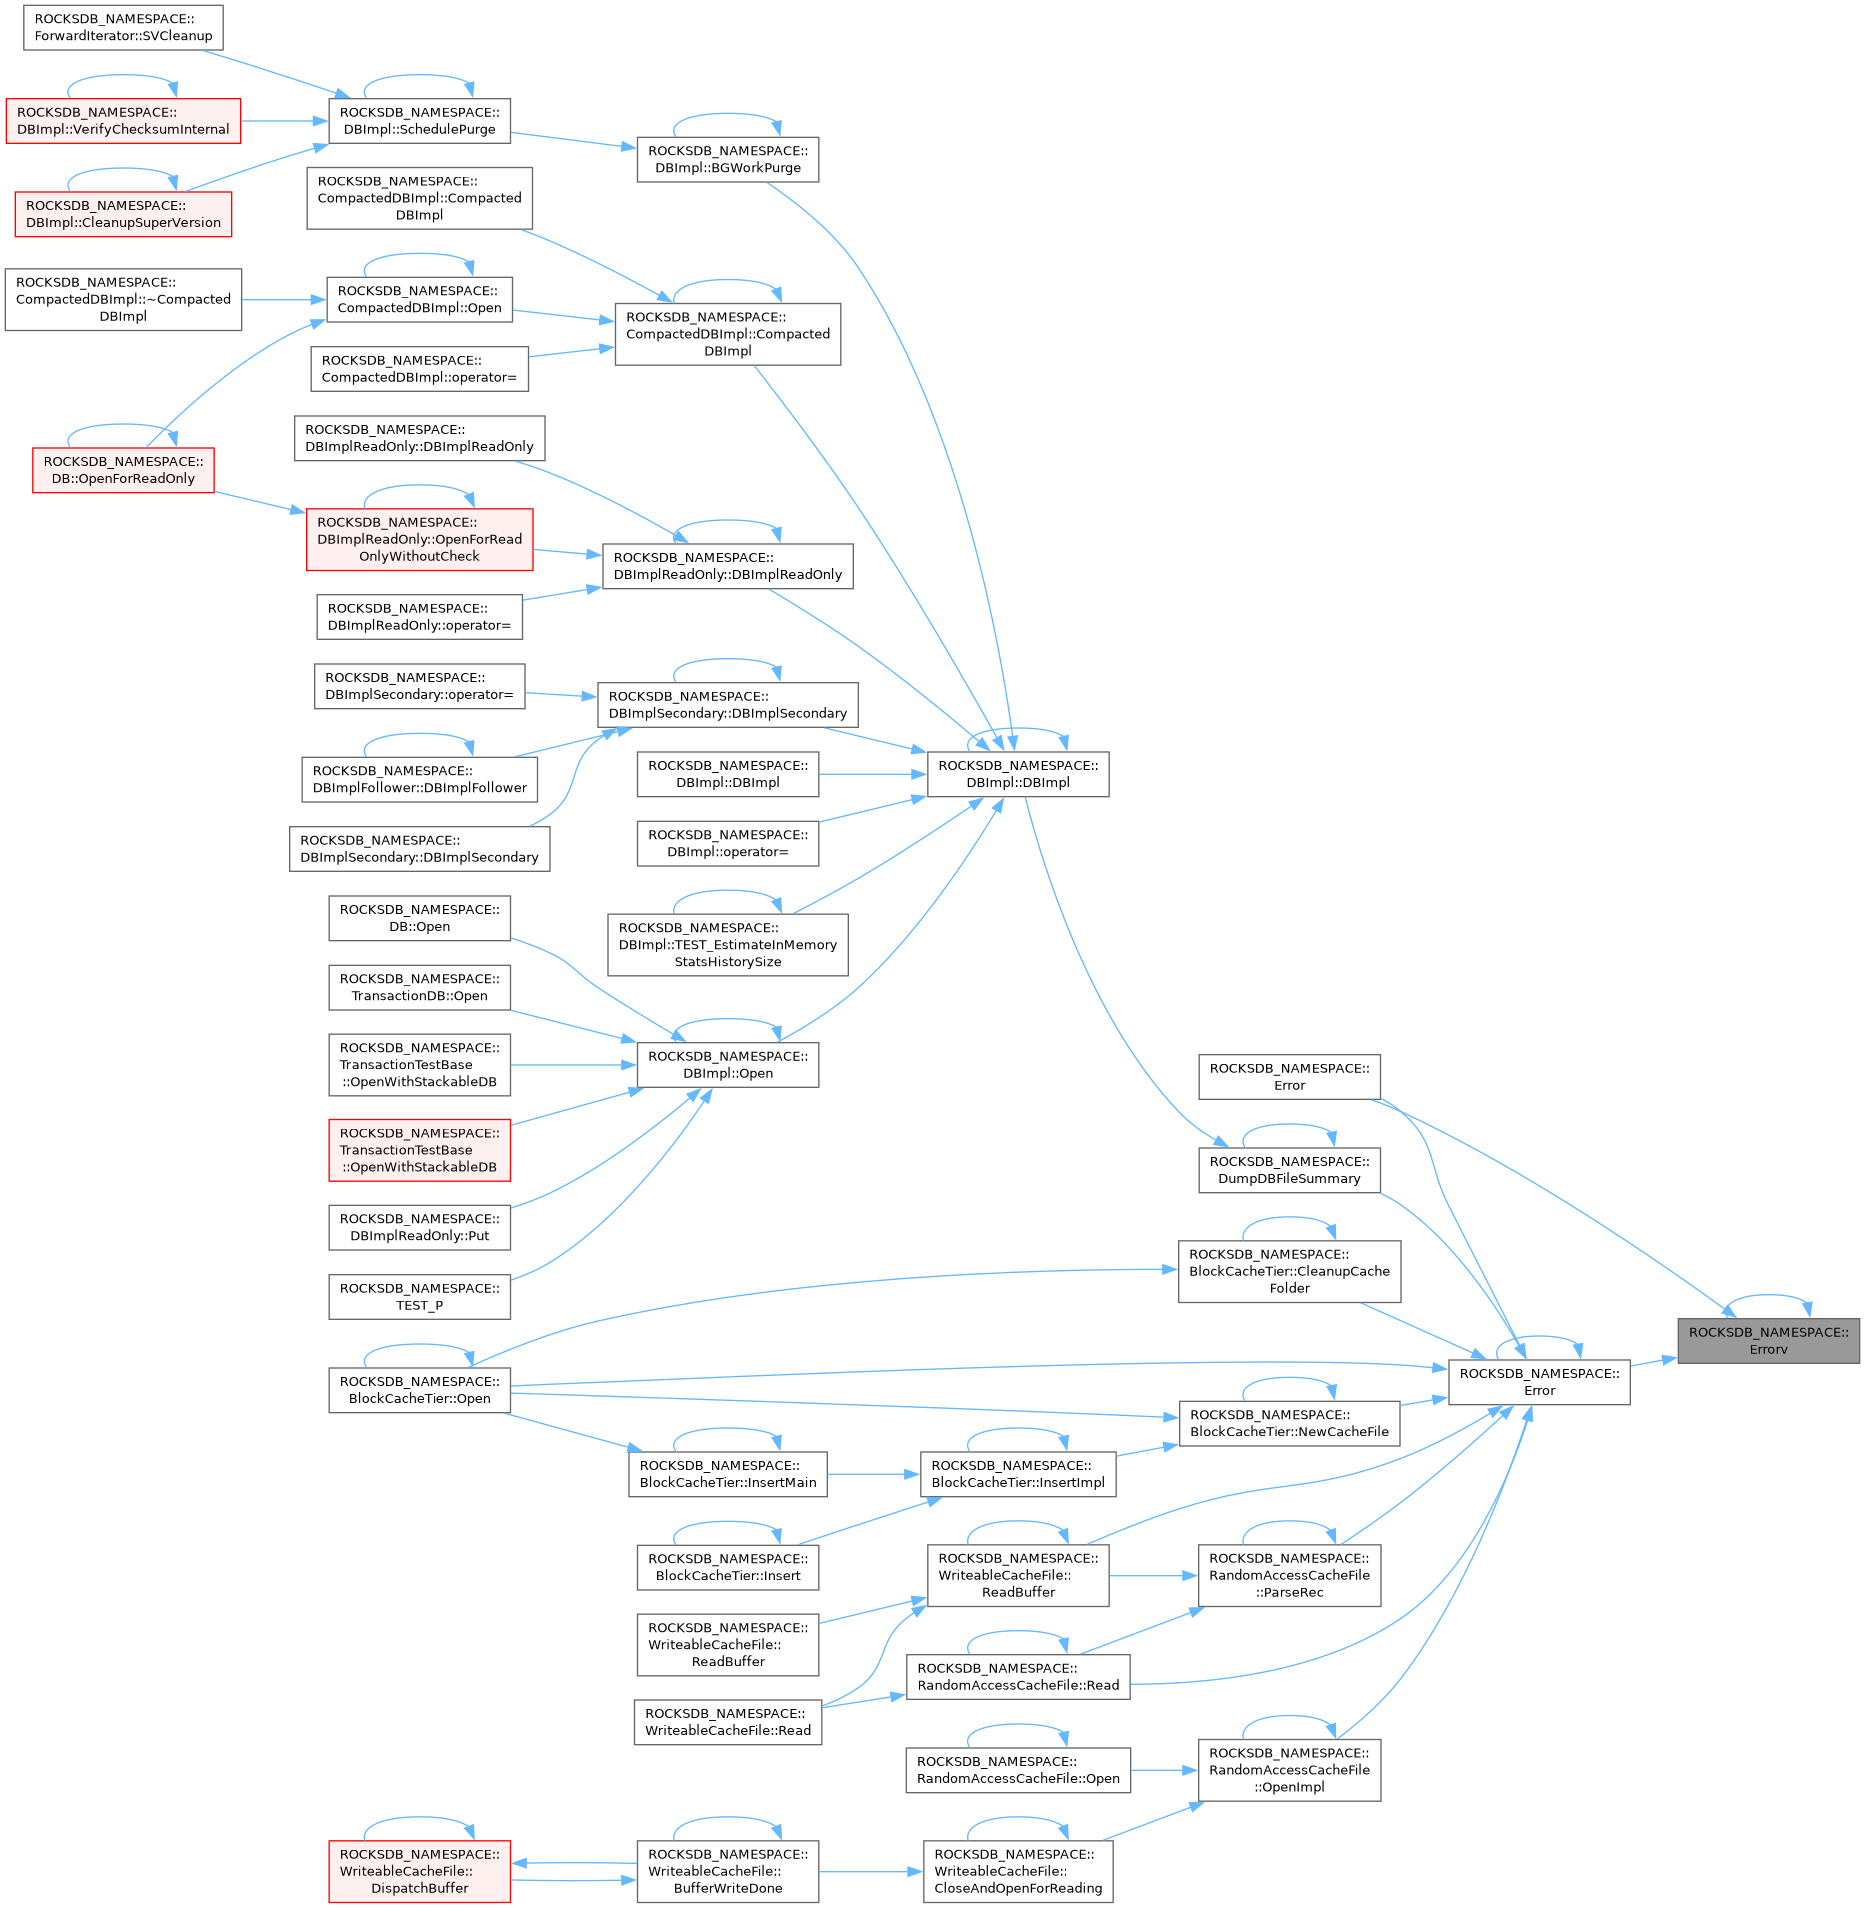 ROCKSDB_NAMESPACE::
ForwardIterator::SVCleanup
ROCKSDB_NAMESPACE::
DBImpl::VerifyChecksumInternal
ROCKSDB_NAMESPACE::
DBImpl::CleanupSuperVersion
ROCKSDB_NAMESPACE::
CompactedDBImpl::~Compacted
DBImpl
ROCKSDB_NAMESPACE::
DB::OpenForReadOnly
ROCKSDB_NAMESPACE::
DBImpl::SchedulePurge
ROCKSDB_NAMESPACE::
CompactedDBImpl::Compacted
DBImpl
ROCKSDB_NAMESPACE::
CompactedDBImpl::Open
ROCKSDB_NAMESPACE::
CompactedDBImpl::operator=
ROCKSDB_NAMESPACE::
DBImplReadOnly::DBImplReadOnly
ROCKSDB_NAMESPACE::
DBImplReadOnly::OpenForRead
OnlyWithoutCheck
ROCKSDB_NAMESPACE::
DBImplReadOnly::operator=
ROCKSDB_NAMESPACE::
DBImplSecondary::operator=
ROCKSDB_NAMESPACE::
DBImplFollower::DBImplFollower
ROCKSDB_NAMESPACE::
DBImplSecondary::DBImplSecondary
ROCKSDB_NAMESPACE::
DB::Open
ROCKSDB_NAMESPACE::
TransactionDB::Open
ROCKSDB_NAMESPACE::
TransactionTestBase
::OpenWithStackableDB
ROCKSDB_NAMESPACE::
TransactionTestBase
::OpenWithStackableDB
ROCKSDB_NAMESPACE::
DBImplReadOnly::Put
ROCKSDB_NAMESPACE::
TEST_P
ROCKSDB_NAMESPACE::
BlockCacheTier::Open
ROCKSDB_NAMESPACE::
WriteableCacheFile::
DispatchBuffer
ROCKSDB_NAMESPACE::
DBImpl::BGWorkPurge
ROCKSDB_NAMESPACE::
CompactedDBImpl::Compacted
DBImpl
ROCKSDB_NAMESPACE::
DBImplReadOnly::DBImplReadOnly
ROCKSDB_NAMESPACE::
DBImplSecondary::DBImplSecondary
ROCKSDB_NAMESPACE::
DBImpl::DBImpl
ROCKSDB_NAMESPACE::
DBImpl::operator=
ROCKSDB_NAMESPACE::
DBImpl::TEST_EstimateInMemory
StatsHistorySize
ROCKSDB_NAMESPACE::
DBImpl::Open
ROCKSDB_NAMESPACE::
BlockCacheTier::InsertMain
ROCKSDB_NAMESPACE::
BlockCacheTier::Insert
ROCKSDB_NAMESPACE::
WriteableCacheFile::
ReadBuffer
ROCKSDB_NAMESPACE::
WriteableCacheFile::Read
ROCKSDB_NAMESPACE::
WriteableCacheFile::
BufferWriteDone
ROCKSDB_NAMESPACE::
DBImpl::DBImpl
ROCKSDB_NAMESPACE::
BlockCacheTier::InsertImpl
ROCKSDB_NAMESPACE::
WriteableCacheFile::
ReadBuffer
ROCKSDB_NAMESPACE::
RandomAccessCacheFile::Read
ROCKSDB_NAMESPACE::
RandomAccessCacheFile::Open
ROCKSDB_NAMESPACE::
WriteableCacheFile::
CloseAndOpenForReading
ROCKSDB_NAMESPACE::
Error
ROCKSDB_NAMESPACE::
DumpDBFileSummary
ROCKSDB_NAMESPACE::
BlockCacheTier::CleanupCache
Folder
ROCKSDB_NAMESPACE::
BlockCacheTier::NewCacheFile
ROCKSDB_NAMESPACE::
RandomAccessCacheFile
::ParseRec
ROCKSDB_NAMESPACE::
RandomAccessCacheFile
::OpenImpl
ROCKSDB_NAMESPACE::
Error
ROCKSDB_NAMESPACE::
Errorv